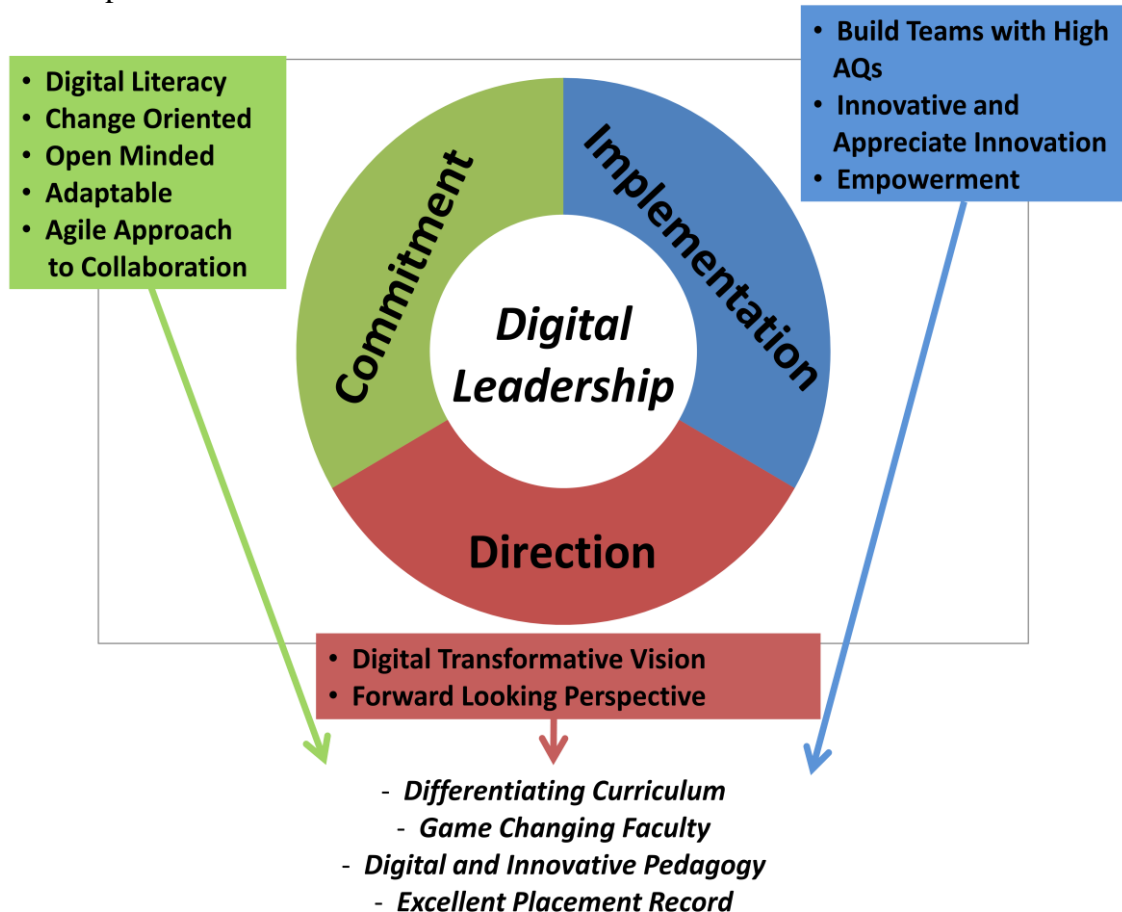 • Digital Literacy
• Change Oriented
• Open Minded
• Adaptable
• Agile Approach
to Collaboration
• Build Teams with High
AQs
• Innovative and
Appreciate Innovation
• Empowerment
Commitment
Implementation
Digital
Leadership
Direction
• Digital Transformative Vision
• Forward Looking Perspective
- Differentiating Curriculum
- Game Changing Faculty
- Digital and Innovative Pedagogy
- Excellent Placement Record